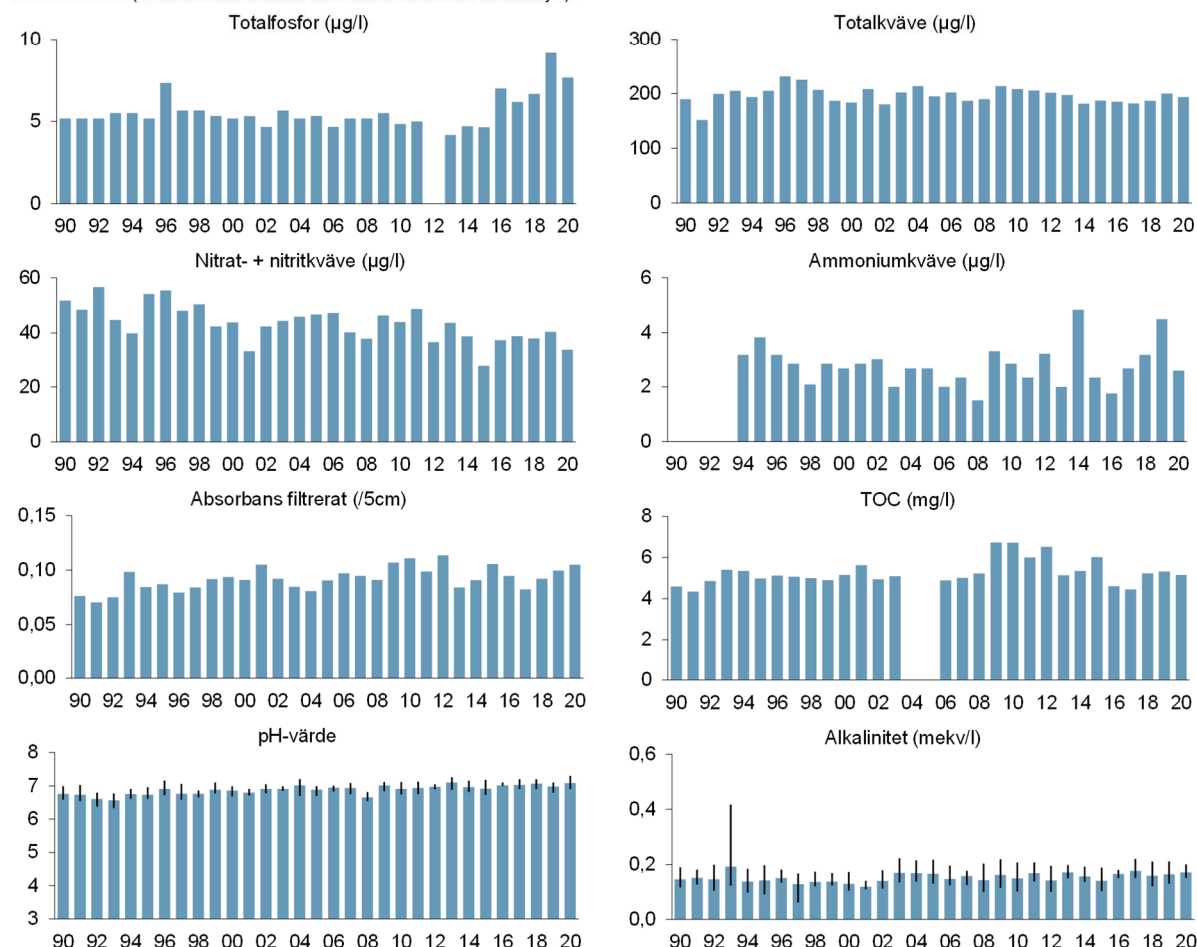 Totalfosfor (µg/l)
10
5
0
90 92 94 96 98 00 02 04 06 08 10 12 14 16 18 20
Totalkväve (µg/l)
300
200
100
0
90 92 94 96 98 00 02 04 06 08 10 12 14 16 18 20
Nitrat- + nitritkväve (µg/l)
60
40
20
0
90 92 94 96 98 00 02 04 06 08 10 12 14 16 18 20
Ammoniumkväve (µg/l)
6
4
2
0
90 92 94 96 98 00 02 04 06 08 10 12 14 16 18 20
Absorbans filtrerat (/5cm)
0,15
0,10
0,05
0,00
90 92 94 96 98 00 02 04 06 08 10 12 14 16 18 20
TOC (mg/l)
8
6
4
2
0
90 92 94 96 98 00 02 04 06 08 10 12 14 16 18 20
pH-värde
8
7
6
5
4
3
90 92 94 96 98 00 02 04 06 08 10 12 14 16 18 20
Alkalinitet (mekv/l)
0,6
0,4
0,2
0,0
90 92 94 96 98 00 02 04 06 08 10 12 14 16 18 20